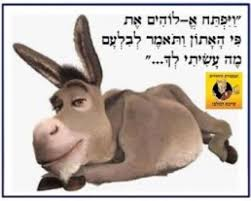 "וַיִּפְתַּח אֱ-לוֹהִים אֶת
פִּי הָאָתוֹן וַתֹּאמֶר לְבִלְעָם
מֶה עָשִׂיתִי לְךָ..."